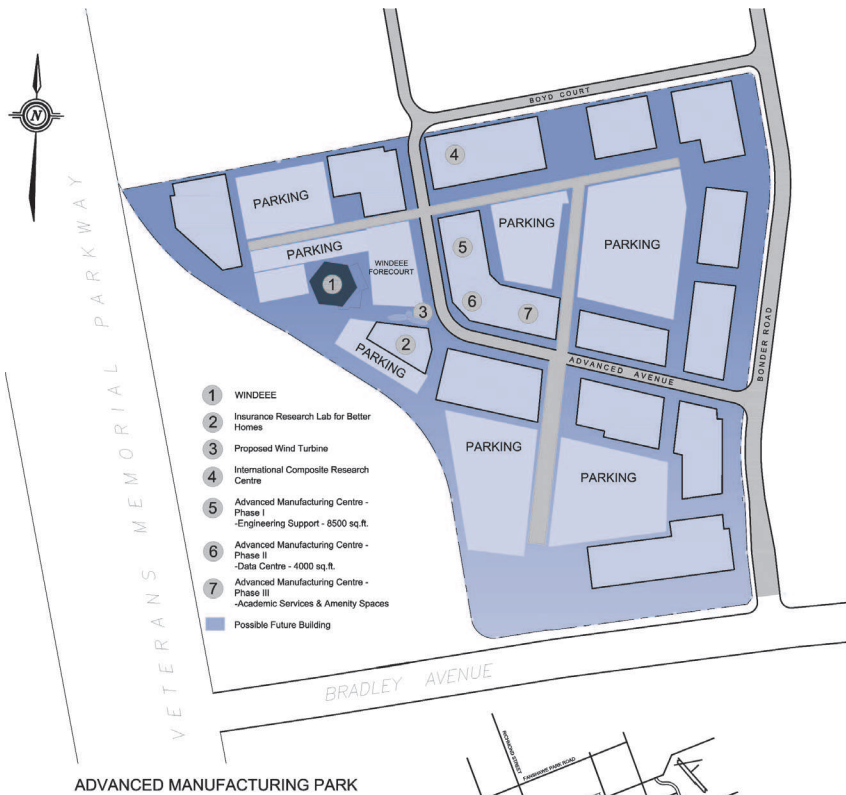 N
BOYD COURT
4
PARKING
PARKING
PARKING
5
PARKING
WINDEEE
FORECOURT
1
6
7
3
2
PARKING
ADVANCED AVENUE
BONDER ROAD
VETERANS MEMORIAL PARKWAY
PARKING
PARKING
1 WINDEEE
2 Insurance Research Lab for Better
Homes
3 Proposed Wind Turbine
4 International Composite Research
Centre
5 Advanced Manufacturing Centre -
Phase I
-Engineering Support - 8500 sq.ft.
6 Advanced Manufacturing Centre -
Phase II
-Data Centre - 4000 sq.ft.
7 Advanced Manufacturing Centre -
Phase III
-Academic Services & Amenity Spaces
Possible Future Building
BRADLEY AVENUE
RICHMOND STREET
FANSHAWE PARK ROAD
ADVANCED MANUFACTURING PARK